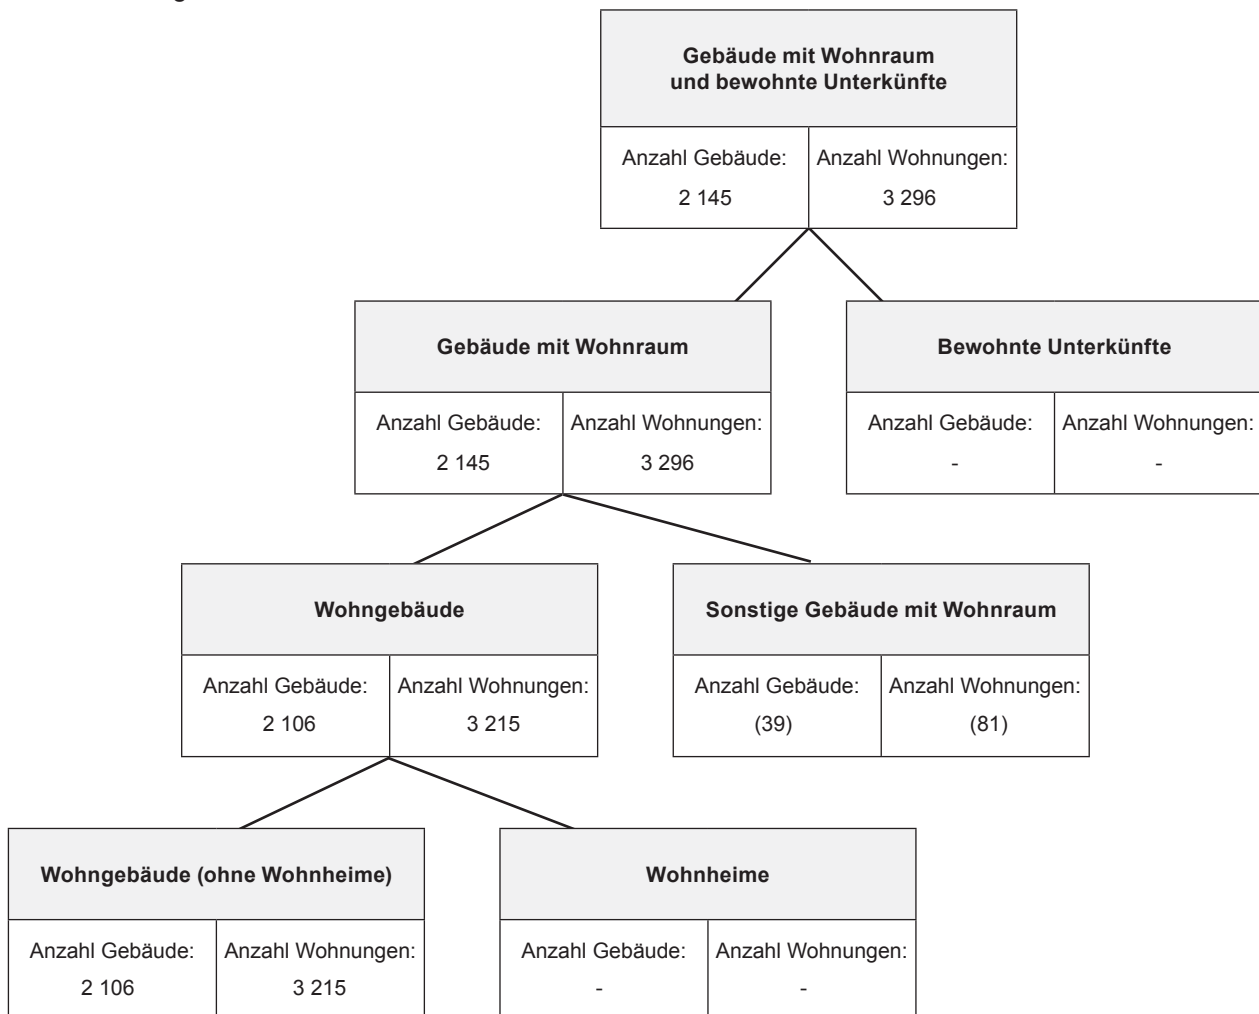 Gebäude mit Wohnraum
und bewohnte Unterkünfte
Anzahl Gebäude: Anzahl Wohnungen:
2 145 3 296
Gebäude mit Wohnraum
Anzahl Gebäude: Anzahl Wohnungen:
2 145 3 296
Bewohnte Unterkünfte
Anzahl Gebäude: Anzahl Wohnungen:
- -
Wohngebäude
Anzahl Gebäude: Anzahl Wohnungen:
2 106 3 215
Sonstige Gebäude mit Wohnraum
Anzahl Gebäude: Anzahl Wohnungen:
(39) (81)
Wohngebäude (ohne Wohnheime)
Anzahl Gebäude: Anzahl Wohnungen:
2 106 3 215
Wohnheime
Anzahl Gebäude: Anzahl Wohnungen:
- -